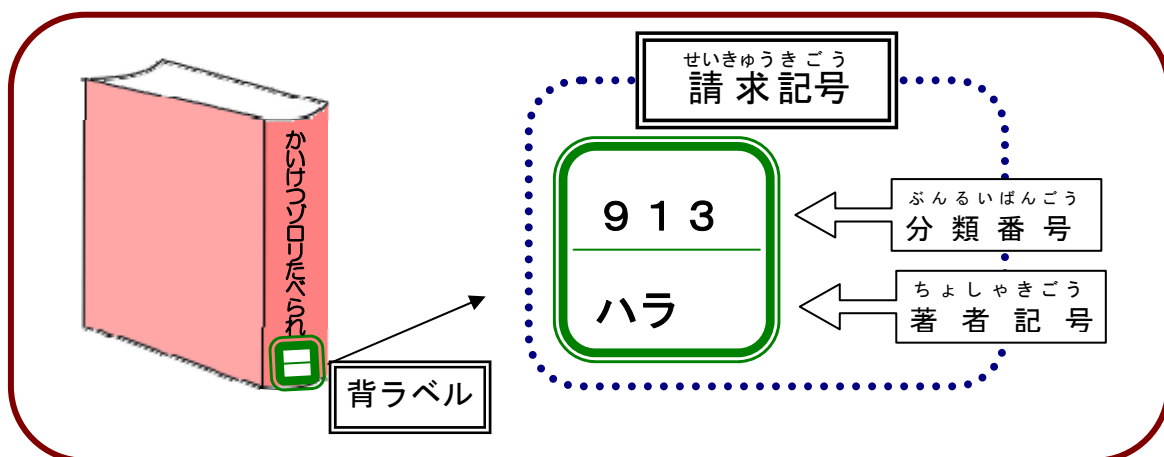 かいけつゾロリたべられ
背ラベル
せいきゅうきごう
請求記号
913
ハラ
ぶんるいばんごう
分類番号
ちょしゃきごう
著者記号